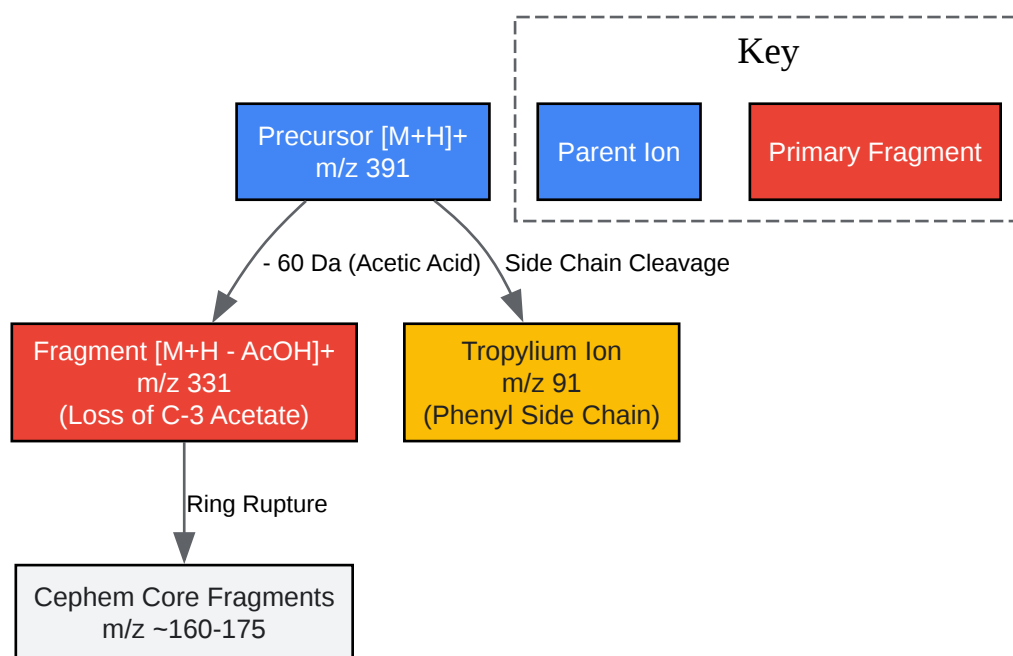 Key
Precursor [M+H]+
m/z 391
Parent Ion
Primary Fragment
- 60 Da (Acetic Acid)
Side Chain Cleavage
Fragment [M+H - AcOH]+
m/z 331
(Loss of C-3 Acetate)
Tropylium Ion
m/z 91
(Phenyl Side Chain)
Ring Rupture
Cephem Core Fragments
m/z ~160-175